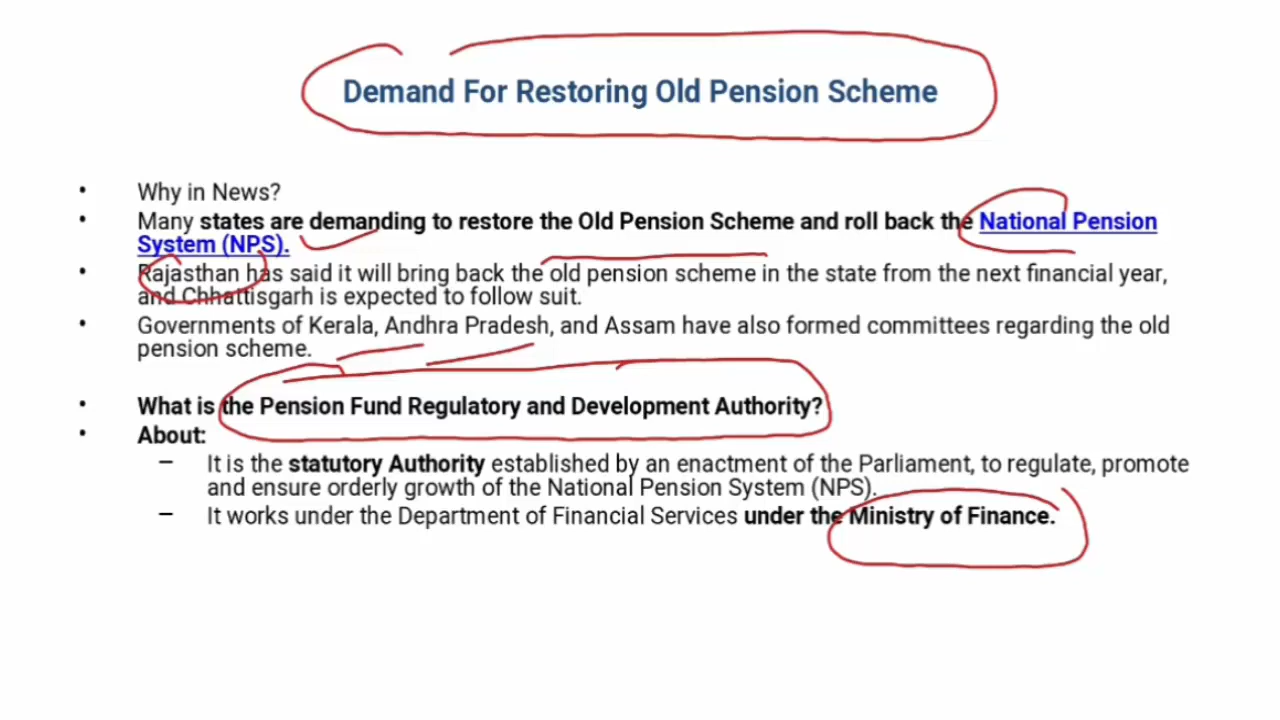 Demand For Restoring Old Pension Scheme
• Why in News?
• Many states are demanding to restore the Old Pension Scheme and roll back the National Pension
System (NPS).
• Rajasthan has said it will bring back the old pension scheme in the state from the next financial year,
and Chhattisgarh is expected to follow suit.
• Governments of Kerala, Andhra Pradesh, and Assam have also formed committees regarding the old
pension scheme.
• What is the Pension Fund Regulatory and Development Authority?
• About:
– It is the statutory Authority established by an enactment of the Parliament, to regulate, promote
and ensure orderly growth of the National Pension System (NPS).
– It works under the Department of Financial Services under the Ministry of Finance.